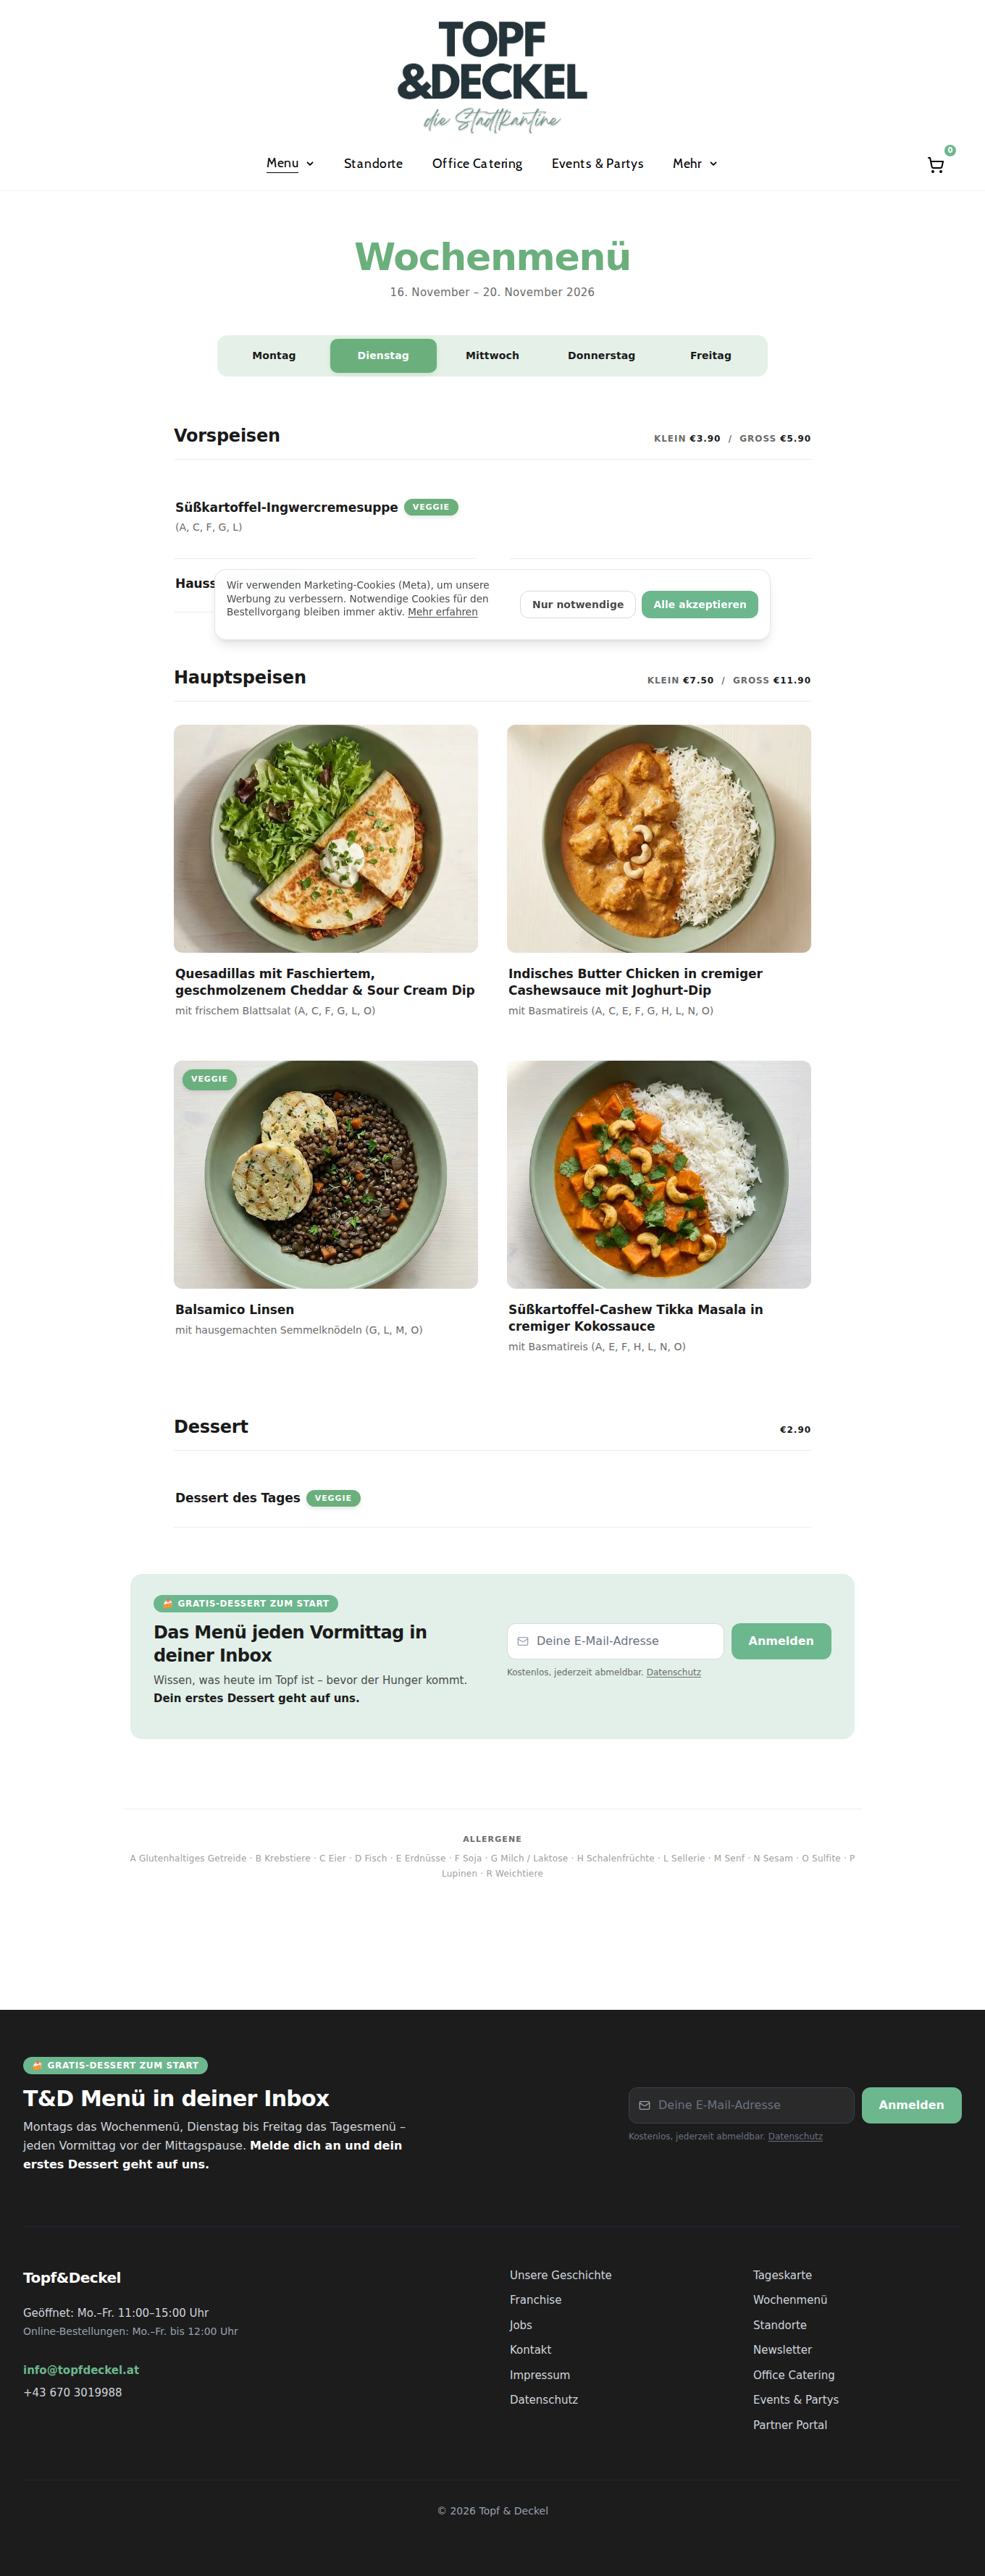 TOPF
&DECKEL
die Stadtkantine
Menu
Standorte
Office Catering
Events & Partys
Mehr
0
Wochenmenü
16. November – 20. November 2026
Montag
Dienstag
Mittwoch
Donnerstag
Freitag
Vorspeisen
KLEIN €3.90 / GROSS €5.90
Süßkartoffel-Ingwercremesuppe VEGGIE
(A, C, F, G, L)
Wir verwenden Marketing-Cookies (Meta), um unsere
Werbung zu verbessern. Notwendige Cookies für den
Bestellvorgang bleiben immer aktiv. Mehr erfahren
Nur notwendige
Alle akzeptieren
Hauptspeisen
KLEIN €7.50 / GROSS €11.90
Quesadillas mit Faschiertem,
geschmolzenem Cheddar & Sour Cream Dip
mit frischem Blattsalat (A, C, F, G, L, O)
Indisches Butter Chicken in cremiger
Cashewsauce mit Joghurt-Dip
mit Basmatireis (A, C, E, F, G, H, L, N, O)
VEGGIE
Balsamico Linsen
mit hausgemachten Semmelknödeln (G, L, M, O)
Süßkartoffel-Cashew Tikka Masala in
cremiger Kokossauce
mit Basmatireis (A, E, F, H, L, N, O)
Dessert
€2.90
Dessert des Tages VEGGIE
🍰 GRATIS-DESSERT ZUM START
Das Menü jeden Vormittag in
deiner Inbox
Wissen, was heute im Topf ist – bevor der Hunger kommt.
Dein erstes Dessert geht auf uns.
Deine E-Mail-Adresse
Anmelden
Kostenlos, jederzeit abmeldbar. Datenschutz
ALLERGENE
A Glutenhaltiges Getreide · B Krebstiere · C Eier · D Fisch · E Erdnüsse · F Soja · G Milch / Laktose · H Schalenfrüchte · L Sellerie · M Senf · N Sesam · O Sulfite · P
Lupinen · R Weichtiere
🍰 GRATIS-DESSERT ZUM START
T&D Menü in deiner Inbox
Montags das Wochenmenü, Dienstag bis Freitag das Tagesmenü –
jeden Vormittag vor der Mittagspause. Melde dich an und dein
erstes Dessert geht auf uns.
Deine E-Mail-Adresse
Anmelden
Kostenlos, jederzeit abmeldbar. Datenschutz
Topf&Deckel
Geöffnet: Mo.–Fr. 11:00–15:00 Uhr
Online-Bestellungen: Mo.–Fr. bis 12:00 Uhr
info@topfdeckel.at
+43 670 3019988
Unsere Geschichte
Franchise
Jobs
Kontakt
Impressum
Datenschutz
Tageskarte
Wochenmenü
Standorte
Newsletter
Office Catering
Events & Partys
Partner Portal
© 2026 Topf & Deckel